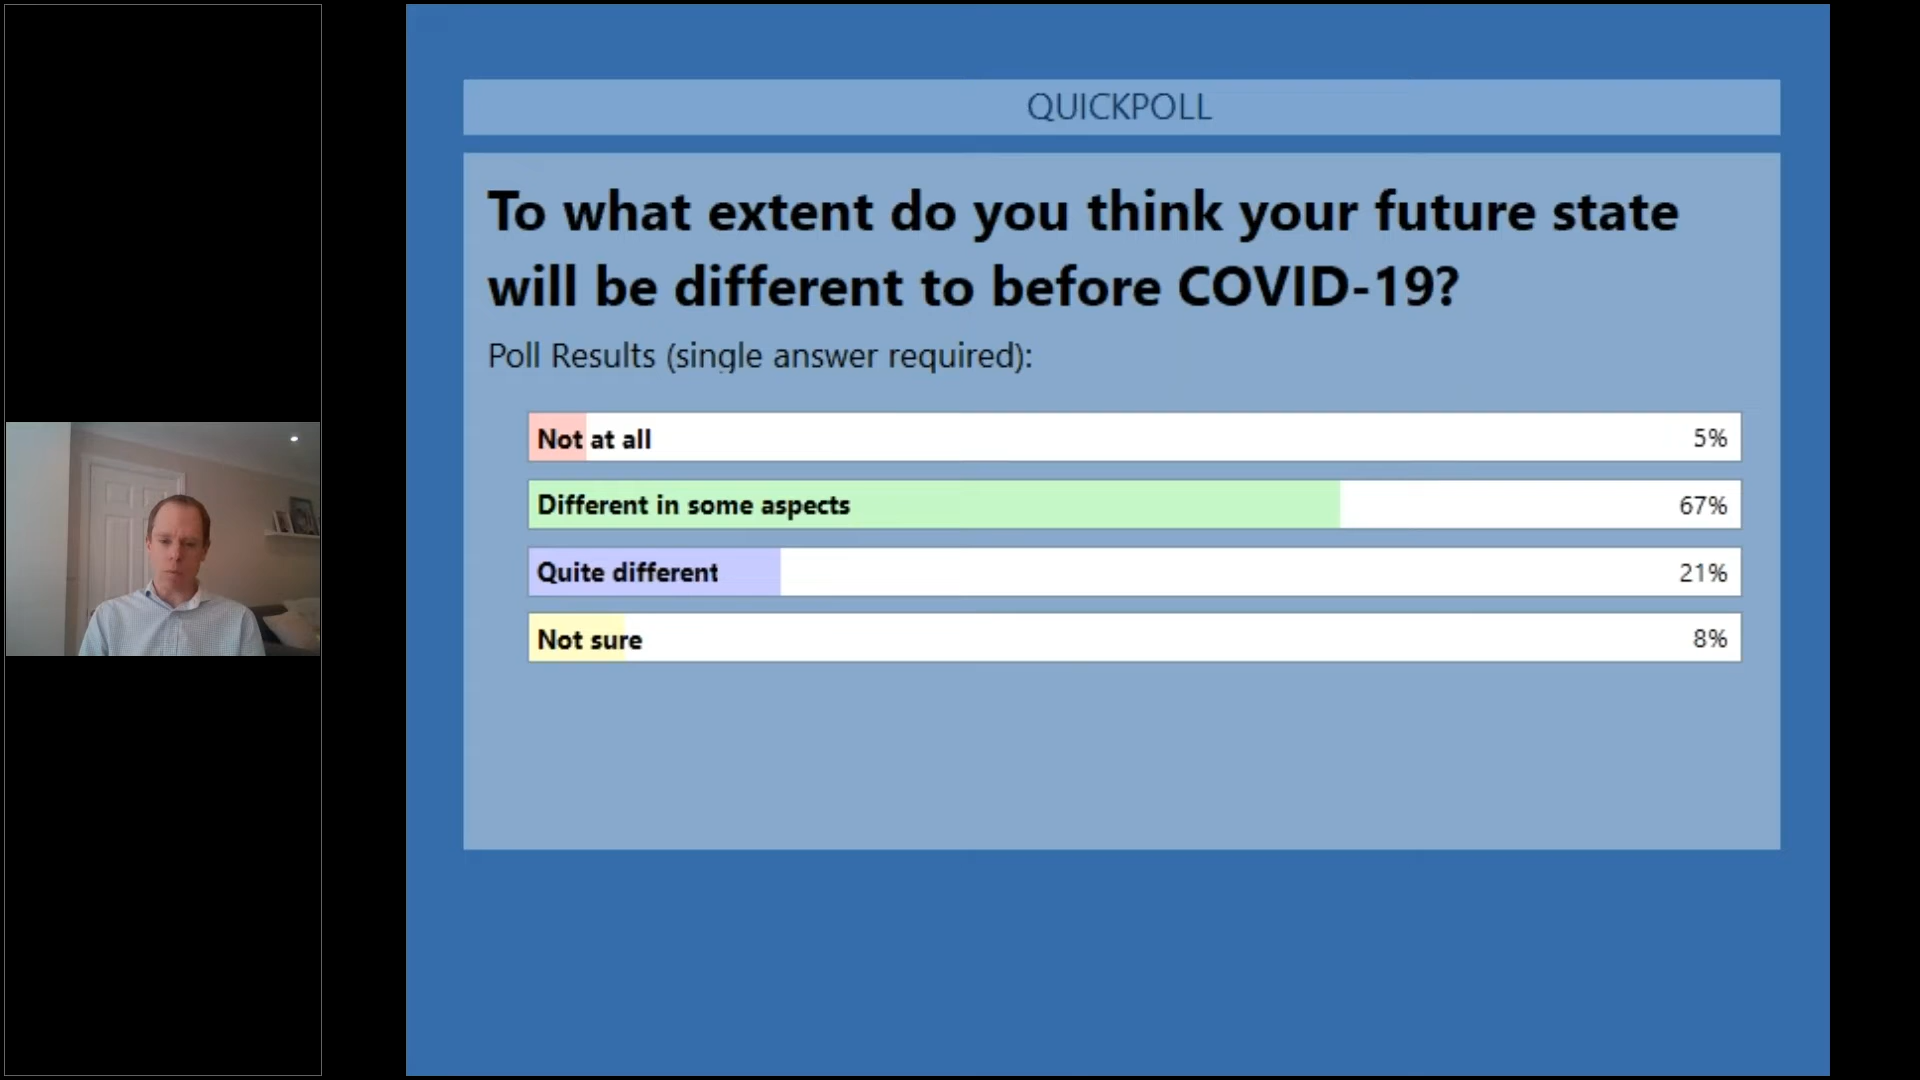 QUICKPOLL
To what extent do you think your future state
will be different to before COVID-19?
Poll Results (single answer required):
Not at all 5%
Different in some aspects 67%
Quite different 21%
Not sure 8%